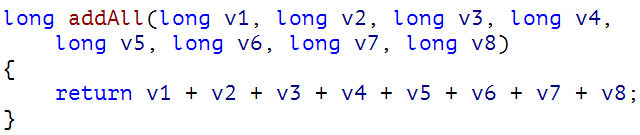 long addAll(long v1, long v2, long v3, long v4,
    long v5, long v6, long v7, long v8)
{
    return v1 + v2 + v3 + v4 + v5 + v6 + v7 + v8;
}